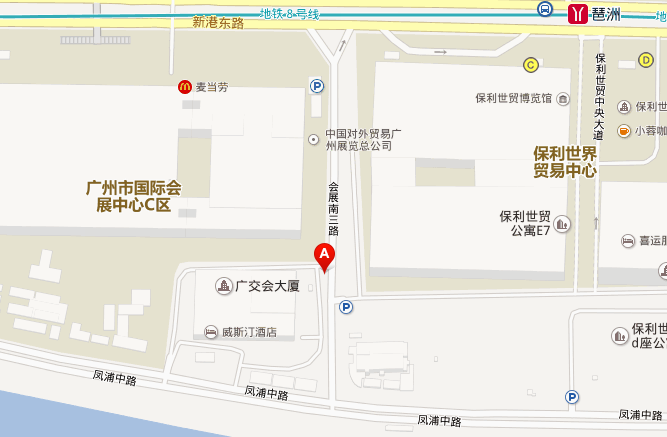 地铁8号线
琶洲
地
新港东路
C
D
麦当劳
P
保利世贸博览馆
保利世贸中央大道
保利世
小蓉咖
中国对外贸易广
州展览总公司
保利世界
贸易中心
广州市国际会
展中心C区
会展南三路
保利世贸
公寓E7
喜运服
A
广交会大厦
P
威斯汀酒店
保利世
d座公
凤浦中路
凤浦中路
P
凤浦中路
凤浦中路